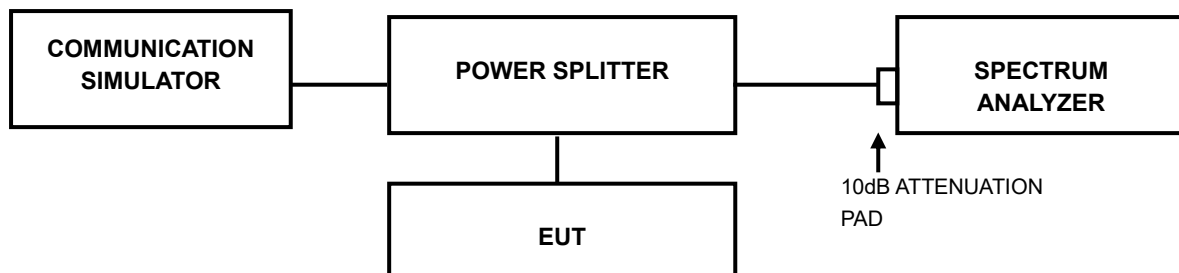 COMMUNICATION
SIMULATOR
POWER SPLITTER
SPECTRUM
ANALYZER
10dB ATTENUATION
PAD
EUT